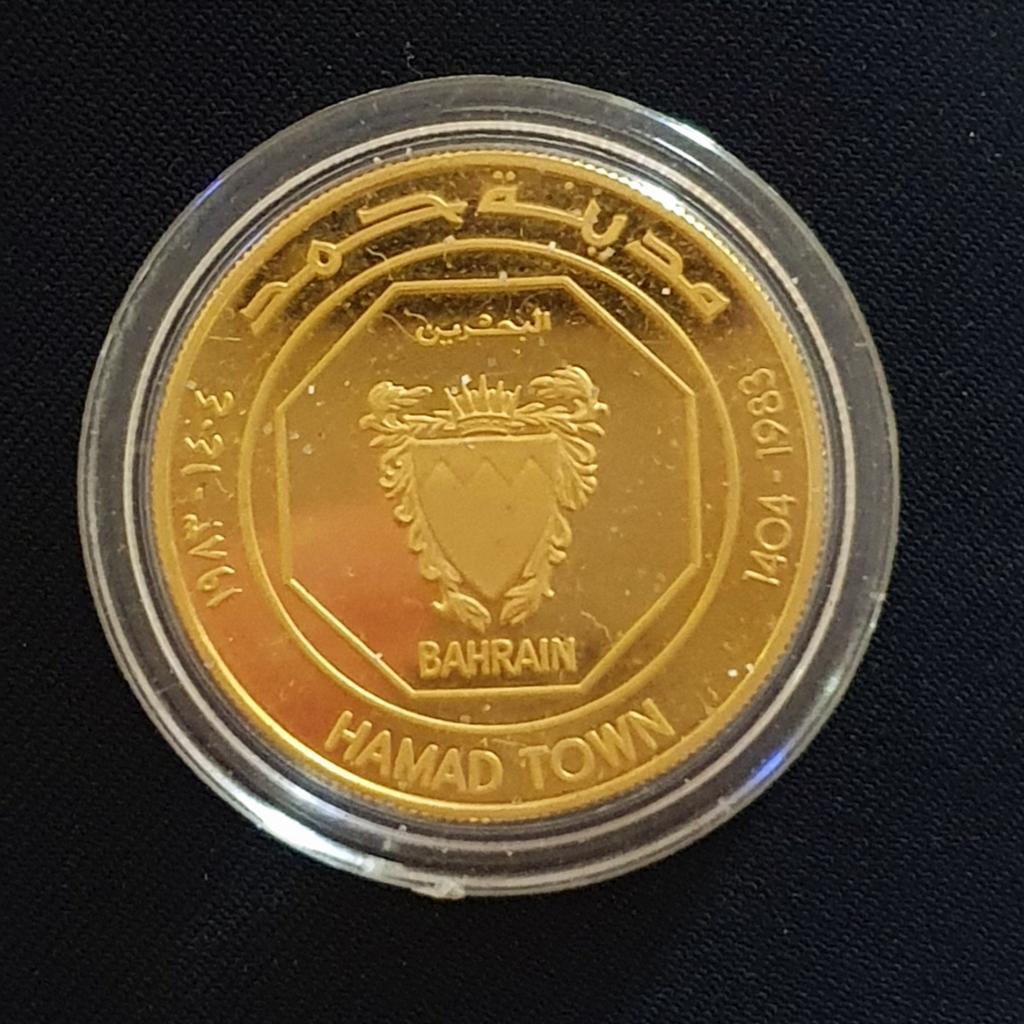 مدينة حمد
البحرين
١٩٨٣ - ١٤٠٤
1404 - 1983
BAHRAIN
HAMAD TOWN